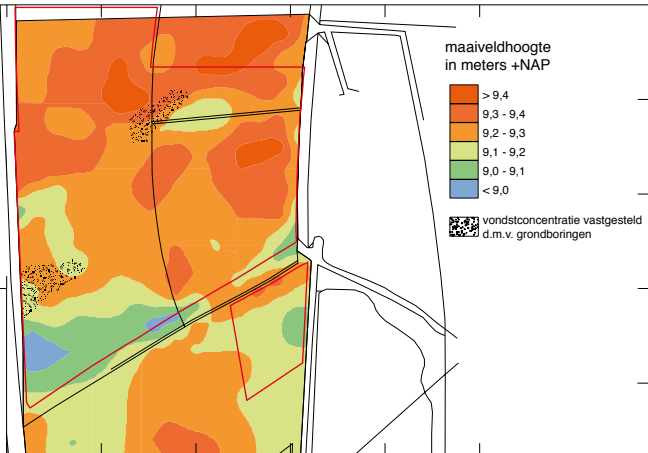 maaiveldhoogte
in meters +NAP
> 9,4
9,3 - 9,4
9,2 - 9,3
9,1 - 9,2
9,0 - 9,1
< 9,0
vondstconcentratie vastgesteld
d.m.v. grondboringen